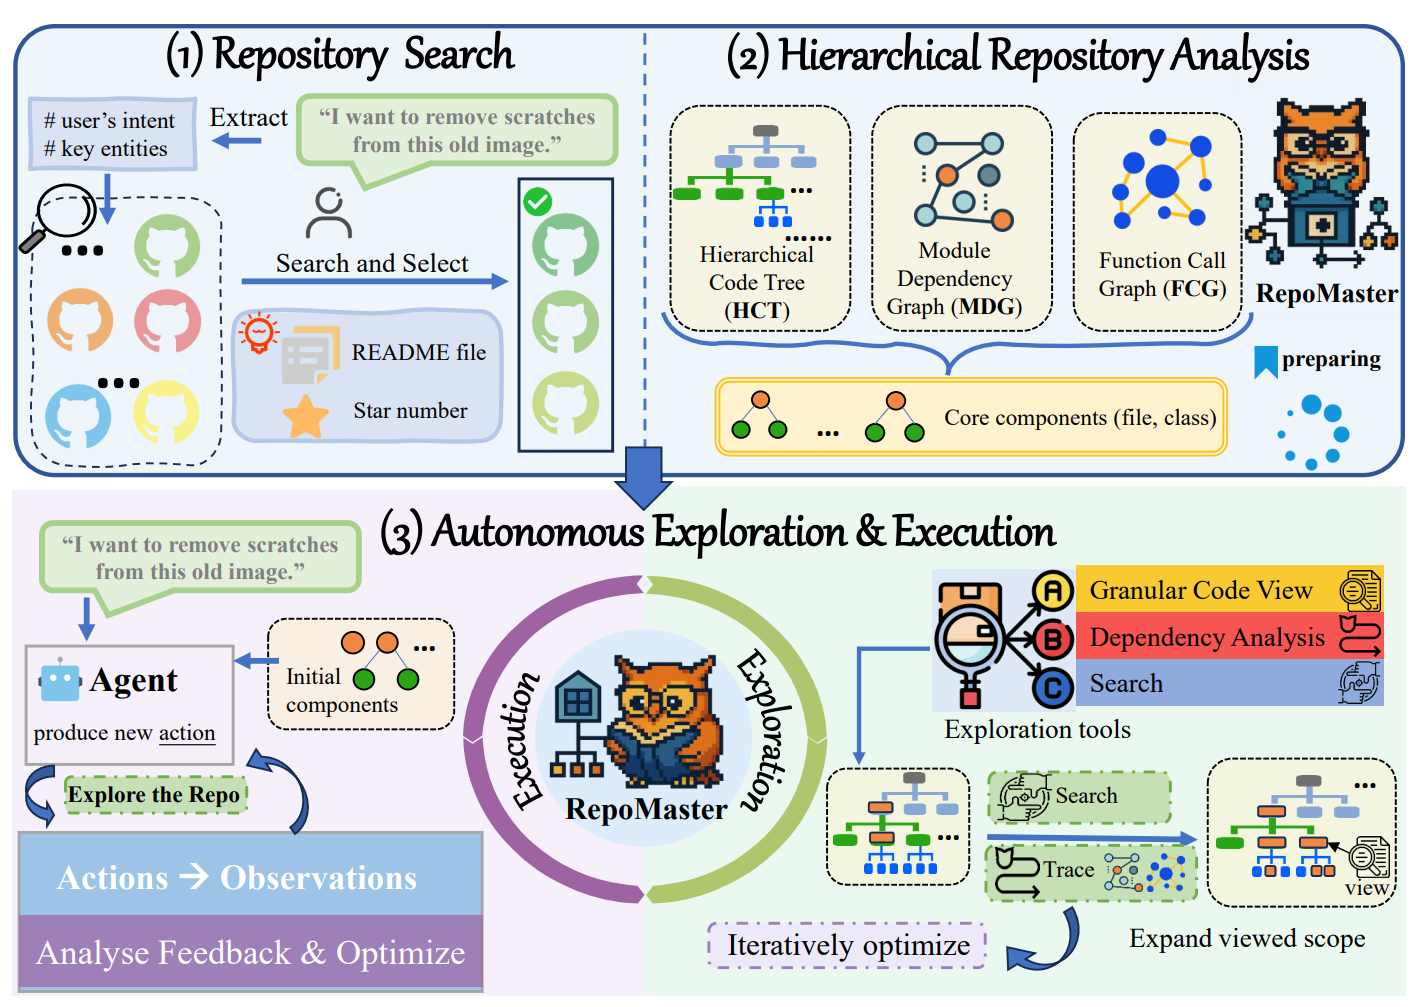 (1) Repository Search
# user's intent
# key entities
Extract
“I want to remove scratches
from this old image.”
...
Search and Select
...
README file
Star number
(2) Hierarchical Repository Analysis
...
......
Hierarchical
Code Tree
(HCT)
Module
Dependency
Graph (MDG)
Function Call
Graph (FCG)
RepoMaster
preparing
...
Core components (file, class)
(3) Autonomous Exploration & Execution
“I want to remove scratches
from this old image.”
Agent
produce new action
...
Initial
components
Explore the Repo
Actions → Observations
Analyse Feedback & Optimize
Execution
Exploration
RepoMaster
A
Granular Code View
B
Dependency Analysis
C
Search
Exploration tools
...
Search
Trace
...
view
Expand viewed scope
Iteratively optimize